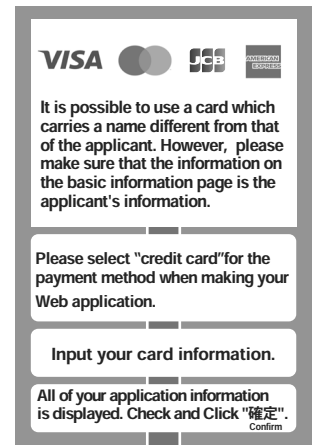 VISA JCB AMERICAN EXPRESS
It is possible to use a card which
carries a name different from that
of the applicant. However, please
make sure that the information on
the basic information page is the
applicant's information.
Please select "credit card"for the
payment method when making your
Web application.
Input your card information.
All of your application information
is displayed. Check and Click "確定".
Confirm